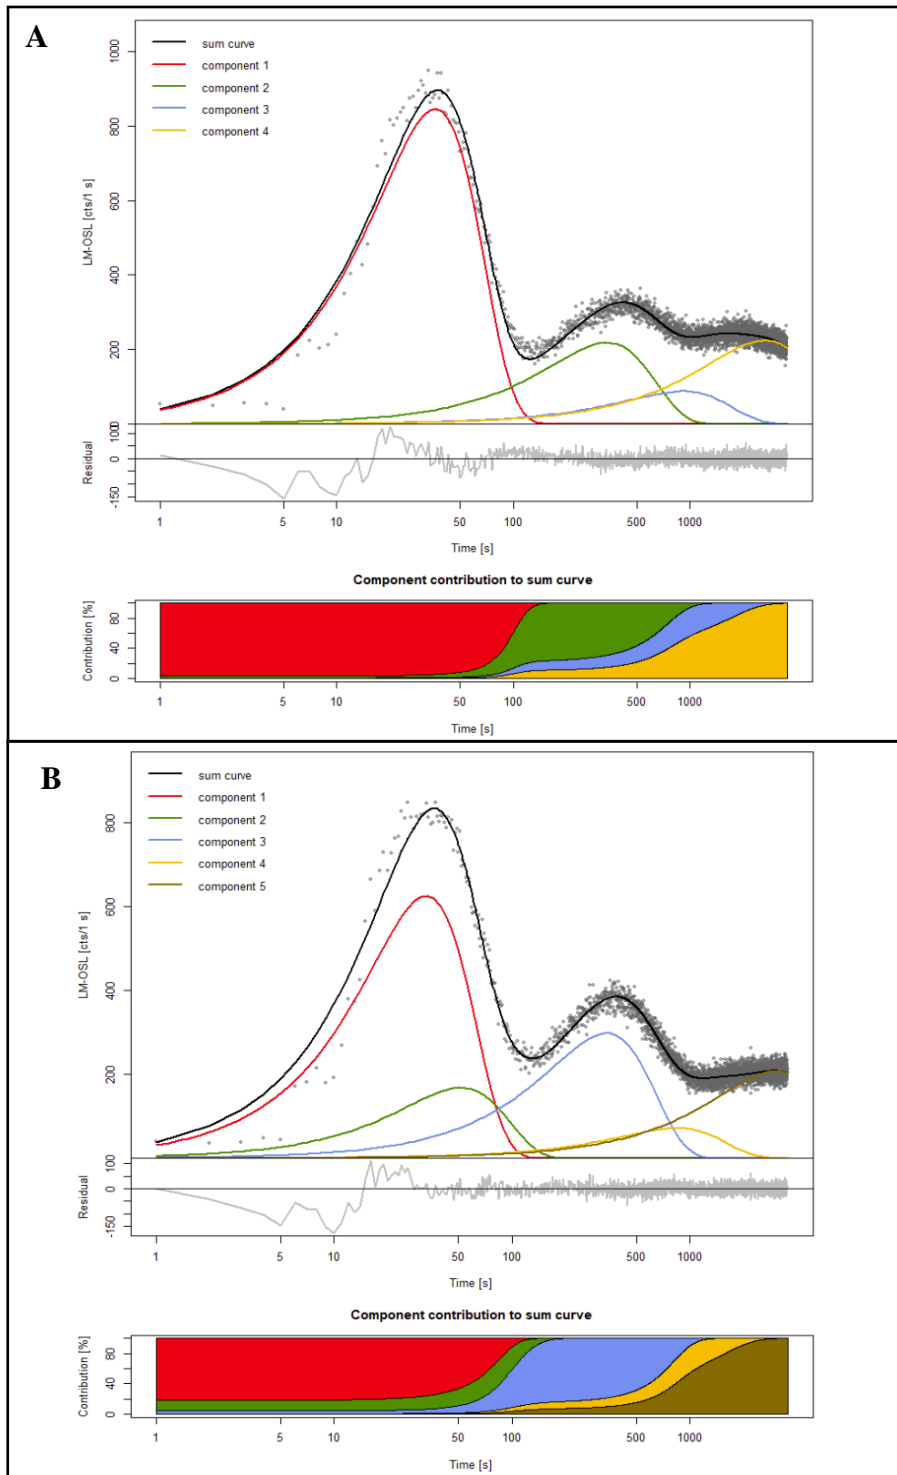 A
sum curve
component 1
component 2
component 3
component 4
LM-OSL [cts/1 s]
1000
800
600
400
200
0
Residual
100
0
-150
1 5 10 50 100 500 1000
Time [s]
Component contribution to sum curve
Contribution [%]
80
40
0
1 5 10 50 100 500 1000
Time [s]
B
sum curve
component 1
component 2
component 3
component 4
component 5
LM-OSL [cts/1 s]
800
600
400
200
Residual
100
0
-150
1 5 10 50 100 500 1000
Time [s]
Component contribution to sum curve
Contribution [%]
80
40
0
1 5 10 50 100 500 1000
Time [s]